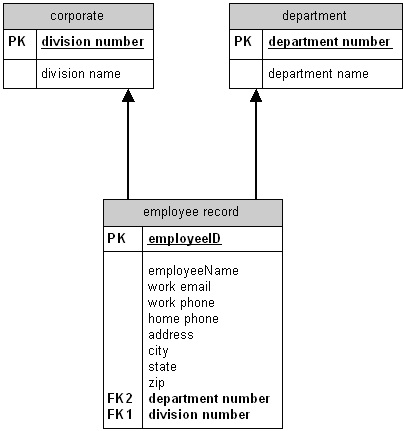 corporate
PK division number
division name
department
PK department number
department name
employee record
PK employeeID
employeeName
work email
work phone
home phone
address
city
state
zip
FK2 department number
FK1 division number